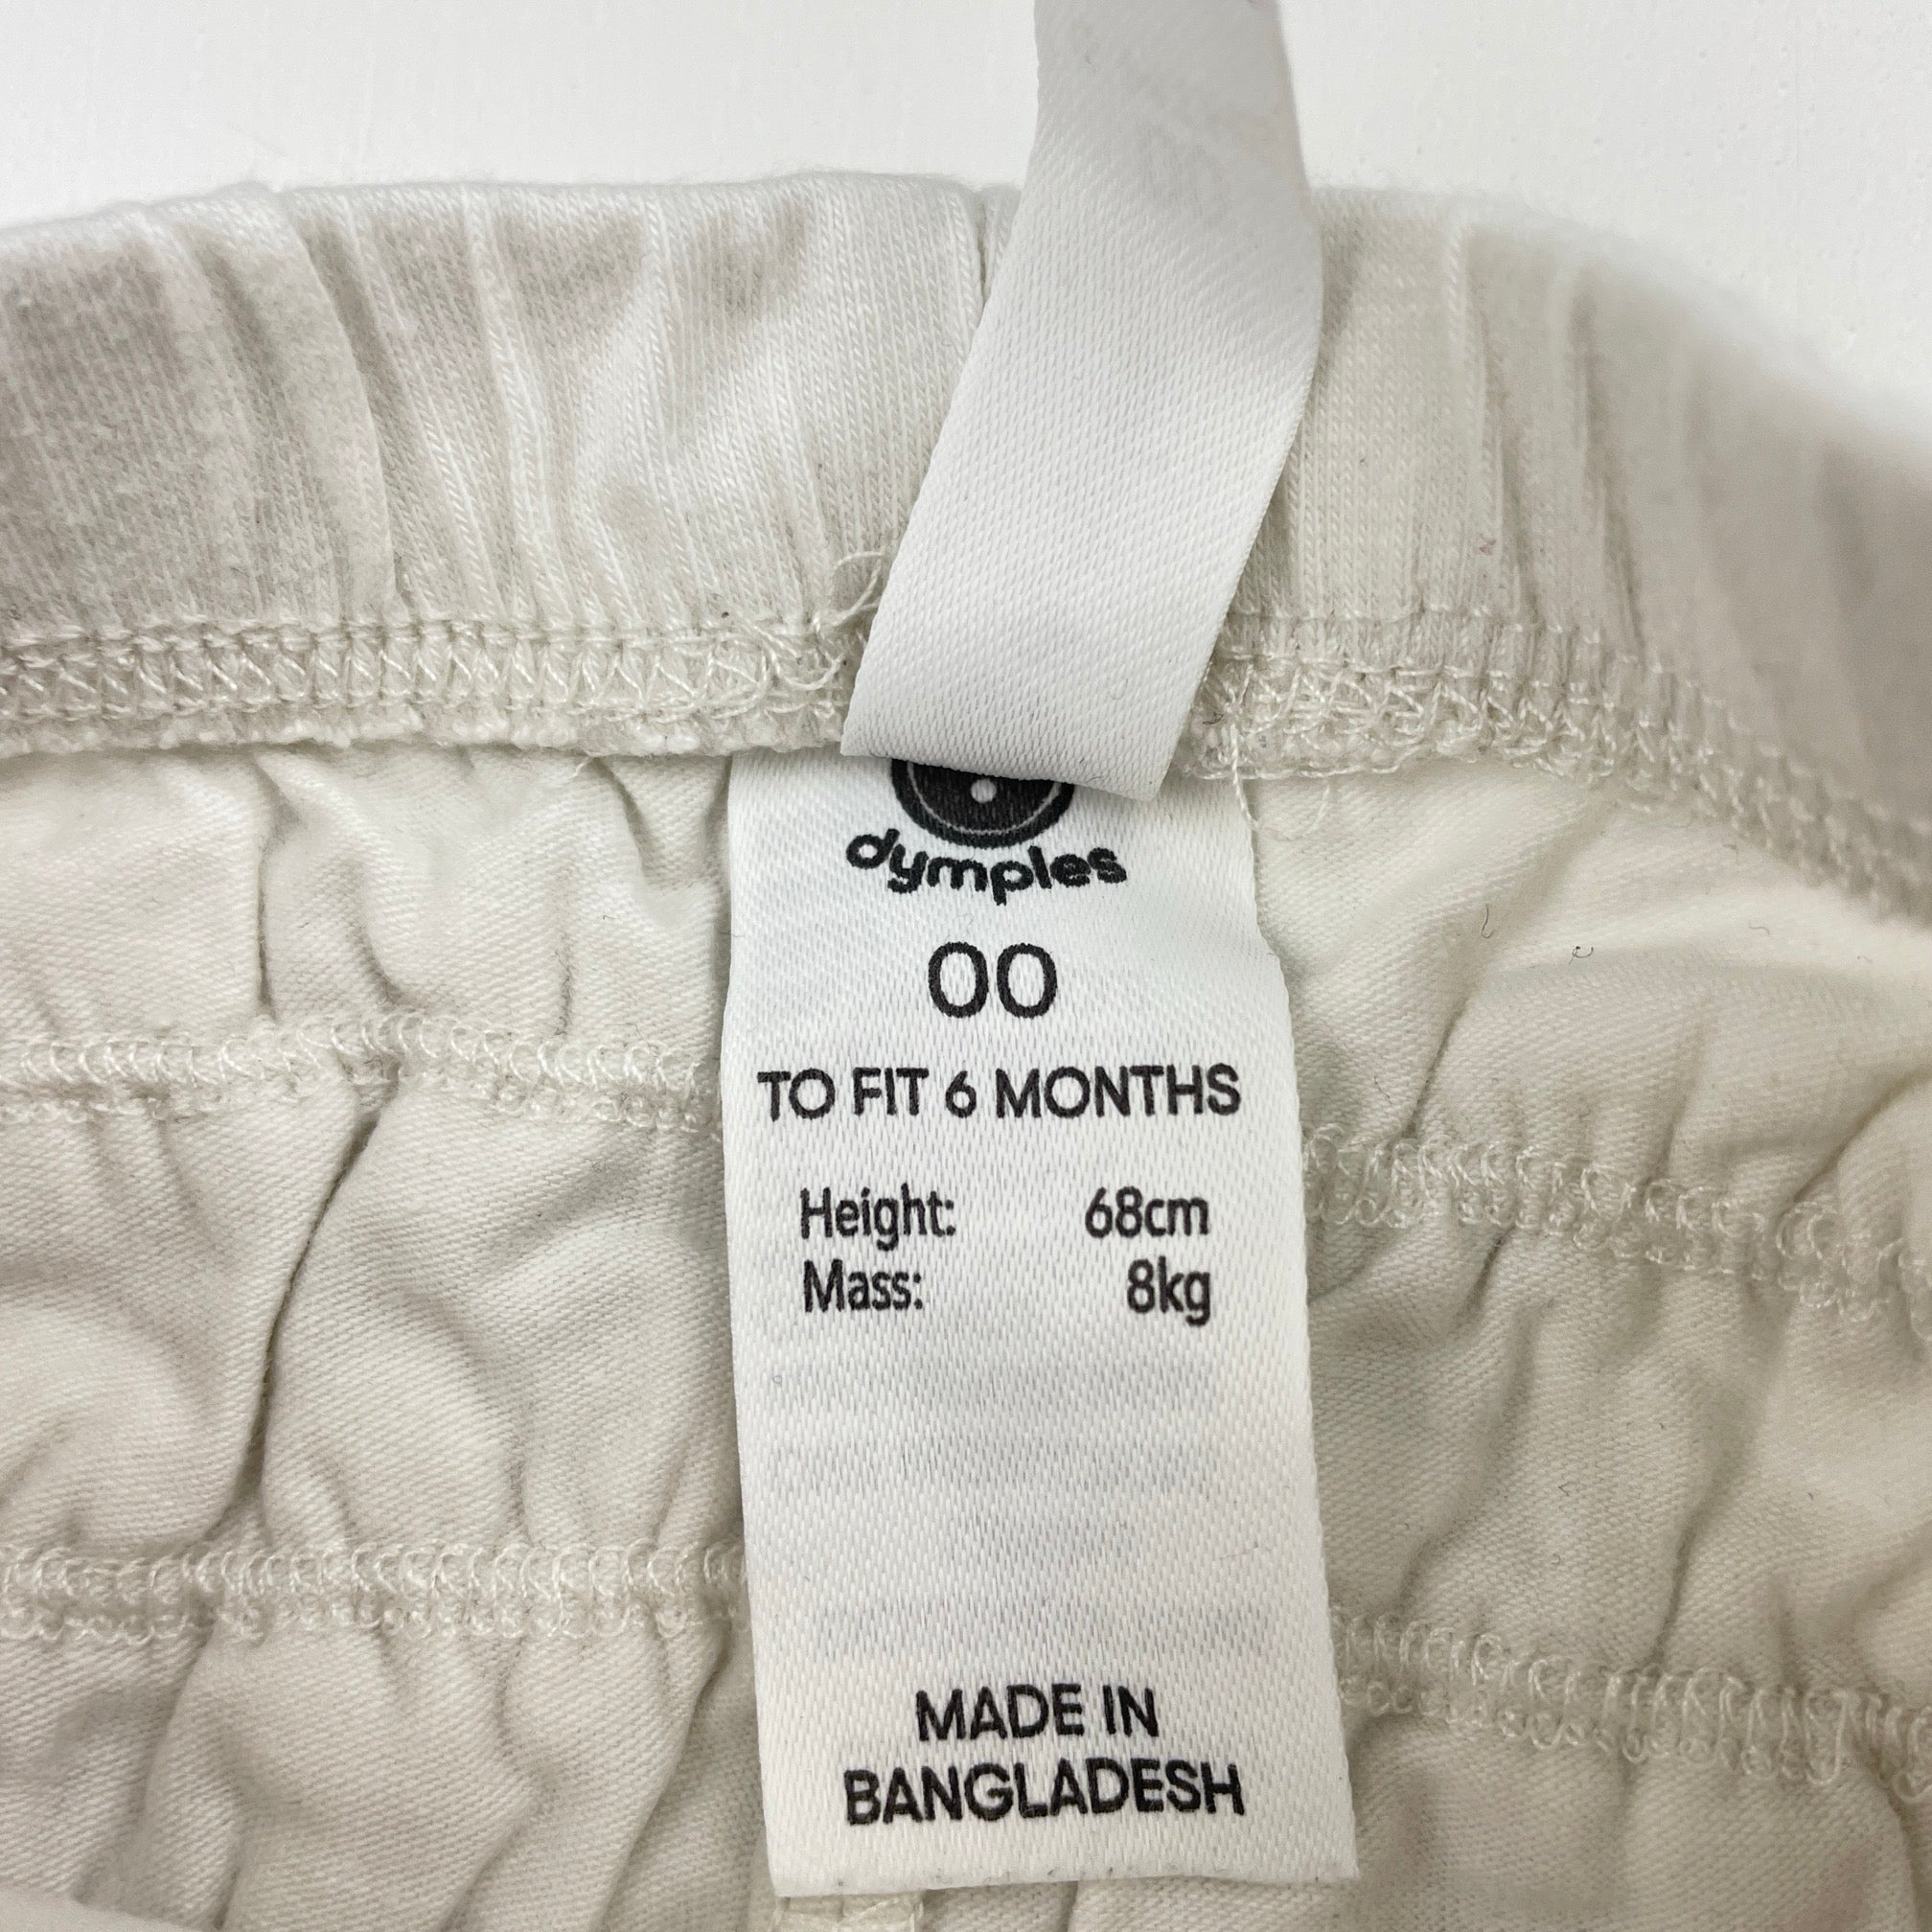 dymples
00
TO FIT 6 MONTHS
Height: 68cm
Mass: 8kg
MADE IN
BANGLADESH